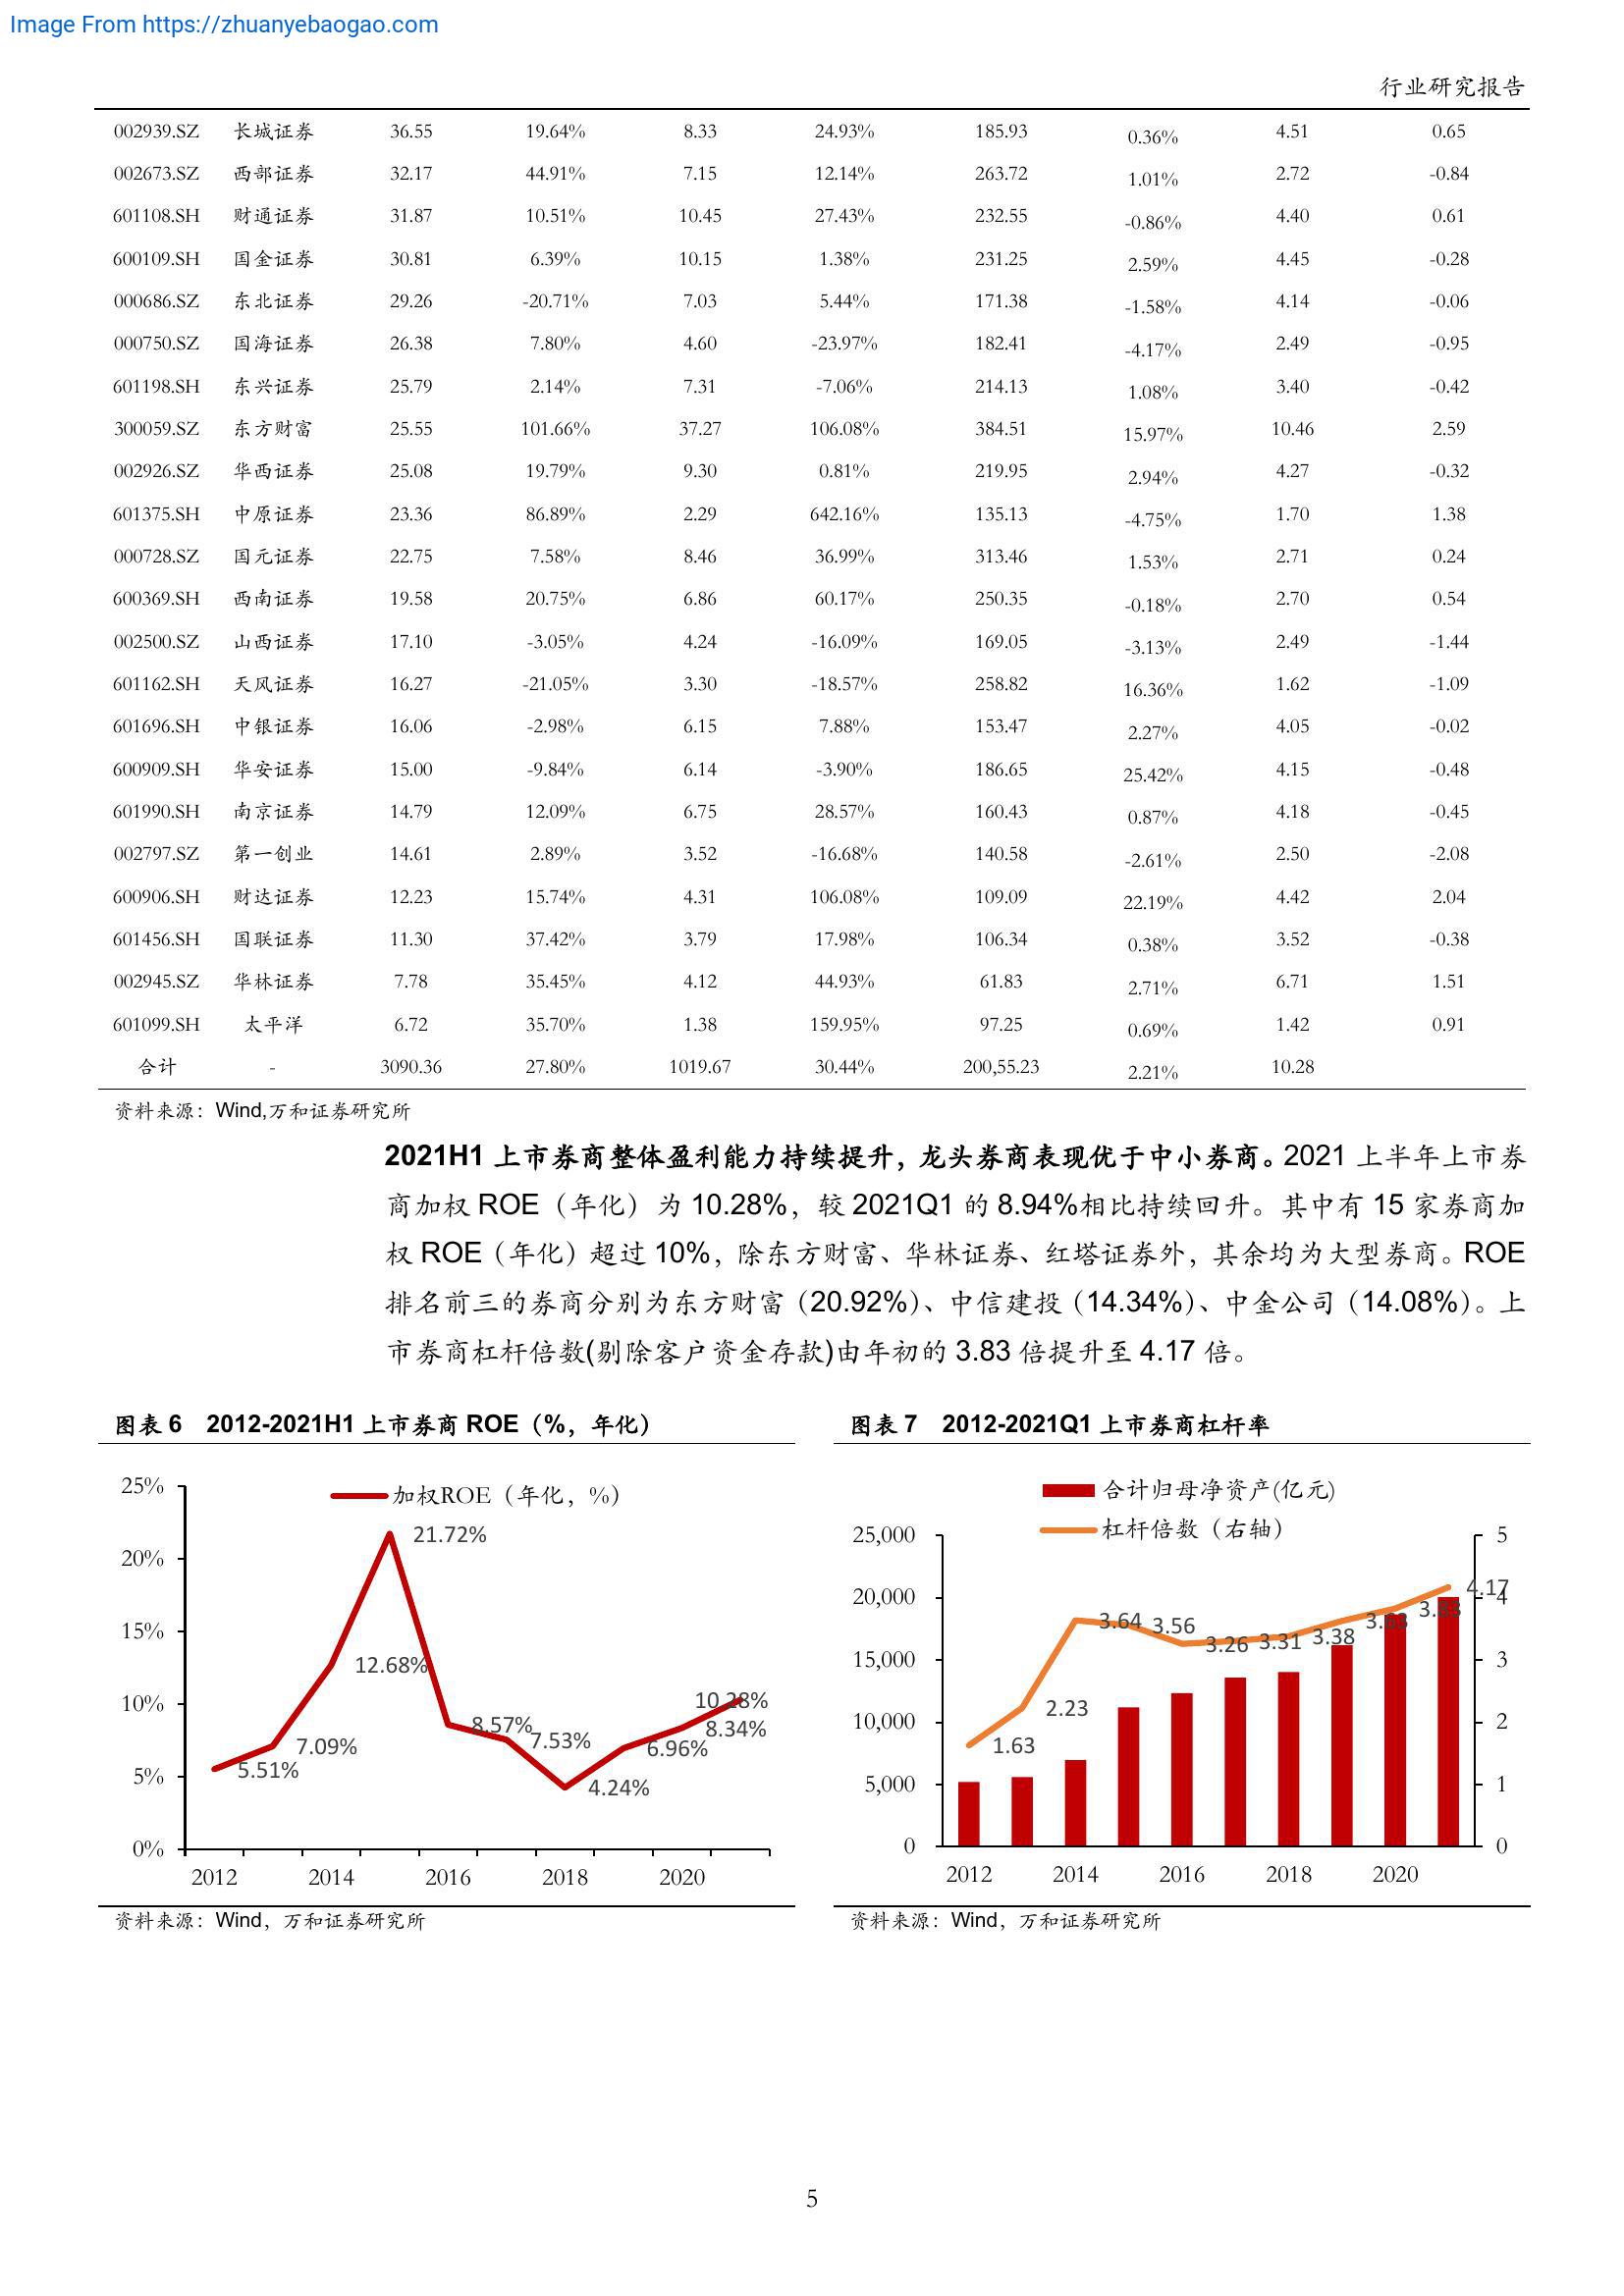 Image From https://zhuanyebaogao.com
行业研究报告
002939.SZ 长城证券 36.55 19.64% 8.33 24.93% 185.93 0.36% 4.51 0.65
002673.SZ 西部证券 32.17 44.91% 7.15 12.14% 263.72 1.01% 2.72 -0.84
601108.SH 财通证券 31.87 10.51% 10.45 27.43% 232.55 -0.86% 4.40 0.61
600109.SH 国金证券 30.81 6.39% 10.15 1.38% 231.25 2.59% 4.45 -0.28
000686.SZ 东北证券 29.26 -20.71% 7.03 5.44% 171.38 -1.58% 4.14 -0.06
000750.SZ 国海证券 26.38 7.80% 4.60 -23.97% 182.41 -4.17% 2.49 -0.95
601198.SH 东兴证券 25.79 2.14% 7.31 -7.06% 214.13 1.08% 3.40 -0.42
300059.SZ 东方财富 25.55 101.66% 37.27 106.08% 384.51 15.97% 10.46 2.59
002926.SZ 华西证券 25.08 19.79% 9.30 0.81% 219.95 2.94% 4.27 -0.32
601375.SH 中原证券 23.36 86.89% 2.29 642.16% 135.13 -4.75% 1.70 1.38
000728.SZ 国元证券 22.75 7.58% 8.46 36.99% 313.46 1.53% 2.71 0.24
600369.SH 西南证券 19.58 20.75% 6.86 60.17% 250.35 -0.18% 2.70 0.54
002500.SZ 山西证券 17.10 -3.05% 4.24 -16.09% 169.05 -3.13% 2.49 -1.44
601162.SH 天风证券 16.27 -21.05% 3.30 -18.57% 258.82 16.36% 1.62 -1.09
601696.SH 中银证券 16.06 -2.98% 6.15 7.88% 153.47 2.27% 4.05 -0.02
600909.SH 华安证券 15.00 -9.84% 6.14 -3.90% 186.65 25.42% 4.15 -0.48
601990.SH 南京证券 14.79 12.09% 6.75 28.57% 160.43 0.87% 4.18 -0.45
002797.SZ 第一创业 14.61 2.89% 3.52 -16.68% 140.58 -2.61% 2.50 -2.08
600906.SH 财达证券 12.23 15.74% 4.31 106.08% 109.09 22.19% 4.42 2.04
601456.SH 国联证券 11.30 37.42% 3.79 17.98% 106.34 0.38% 3.52 -0.38
002945.SZ 华林证券 7.78 35.45% 4.12 44.93% 61.83 2.71% 6.71 1.51
601099.SH 太平洋 6.72 35.70% 1.38 159.95% 97.25 0.69% 1.42 0.91
合计 - 3090.36 27.80% 1019.67 30.44% 200,55.23 2.21% 10.28
资料来源：Wind,万和证券研究所
2021H1 上市券商整体盈利能力持续提升，龙头券商表现优于中小券商。2021 上半年上市券
商加权 ROE（年化）为 10.28%，较 2021Q1 的 8.94%相比持续回升。其中有 15 家券商加
权 ROE（年化）超过 10%，除东方财富、华林证券、红塔证券外，其余均为大型券商。ROE
排名前三的券商分别为东方财富（20.92%）、中信建投（14.34%）、中金公司（14.08%）。上
市券商杠杆倍数(剔除客户资金存款)由年初的 3.83 倍提升至 4.17 倍。
图表 6 2012-2021H1 上市券商 ROE（%，年化）
加权ROE（年化，%）
25%
20%
15%
10%
5%
0%
5.51%
7.09%
12.68%
21.72%
8.57%
7.53%
4.24%
6.96%
8.34%
10.28%
2012 2014 2016 2018 2020
资料来源：Wind，万和证券研究所
图表 7 2012-2021Q1 上市券商杠杆率
合计归母净资产(亿元)
杠杆倍数（右轴）
25,000
20,000
15,000
10,000
5,000
0
1.63
2.23
3.64
3.56
3.26
3.31
3.38
3.63
3.83
4.17
5
4
3
2
1
0
2012 2014 2016 2018 2020
资料来源：Wind，万和证券研究所
5